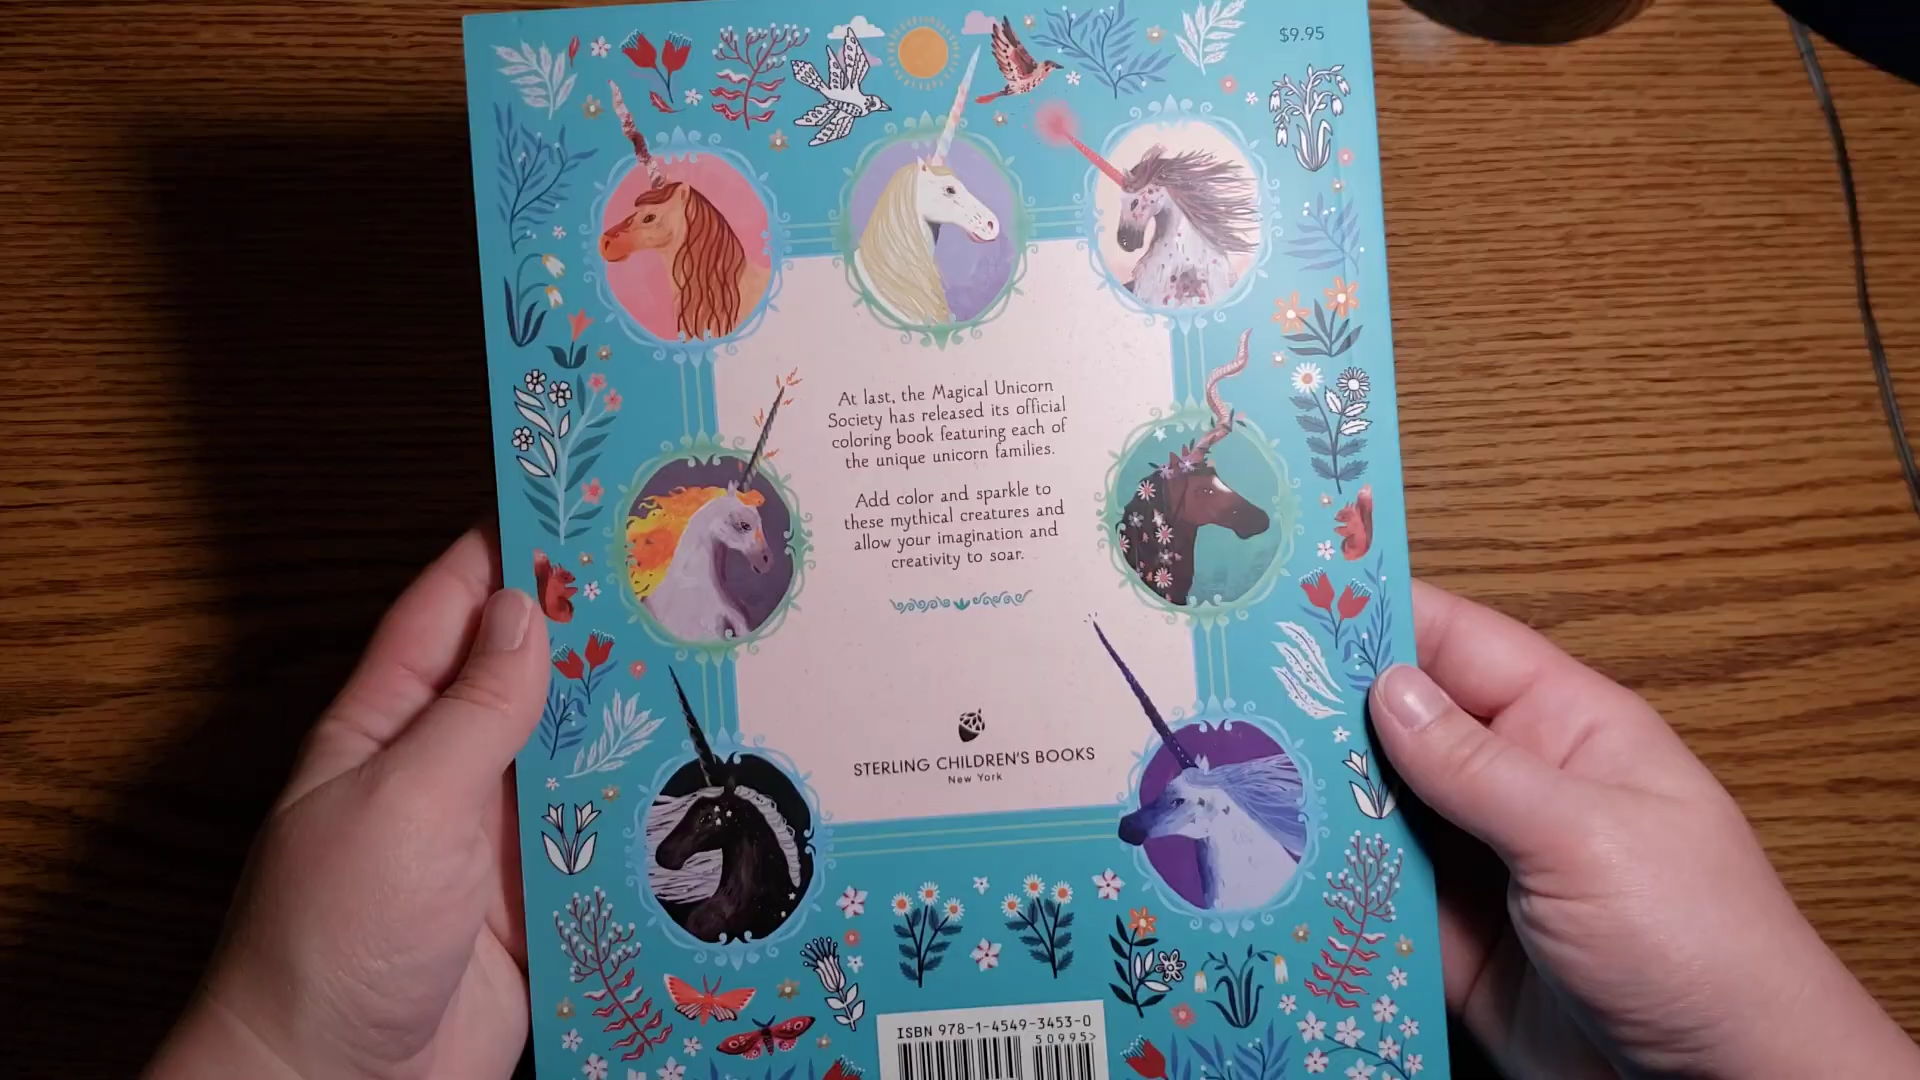 $9.95
At last, the Magical Unicorn
Society has released its official
coloring book featuring each of
the unique unicorn families.
Add color and sparkle to
these mythical creatures and
allow your imagination and
creativity to soar.
STERLING CHILDREN'S BOOKS
New York
ISBN 978-1-4549-3453-0
50995>